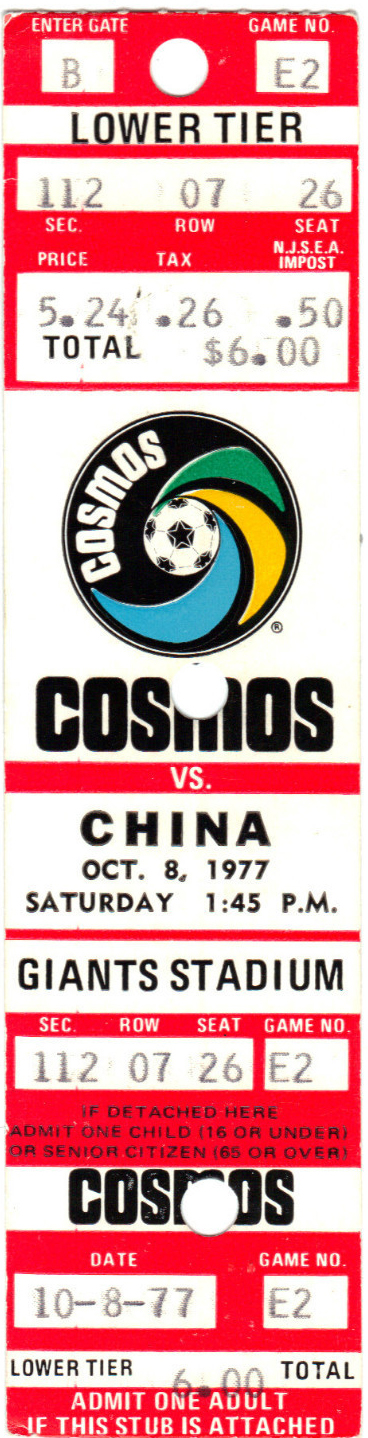 ENTER GATE GAME NO.
B E2
LOWER TIER
112 07 26
SEC. ROW SEAT
PRICE TAX N.J.S.E.A. IMPOST
5.24 .26 .50
TOTAL $6.00
COSMOS
®
COSMOS
VS.
CHINA
OCT. 8, 1977
SATURDAY 1:45 P.M.
GIANTS STADIUM
SEC. ROW SEAT GAME NO.
112 07 26 E2
IF DETACHED HERE
ADMIT ONE CHILD (16 OR UNDER)
OR SENIOR CITIZEN (65 OR OVER)
COSMOS
DATE GAME NO.
10-8-77 E2
LOWER TIER 6.00 TOTAL
ADMIT ONE ADULT
IF THIS STUB IS ATTACHED